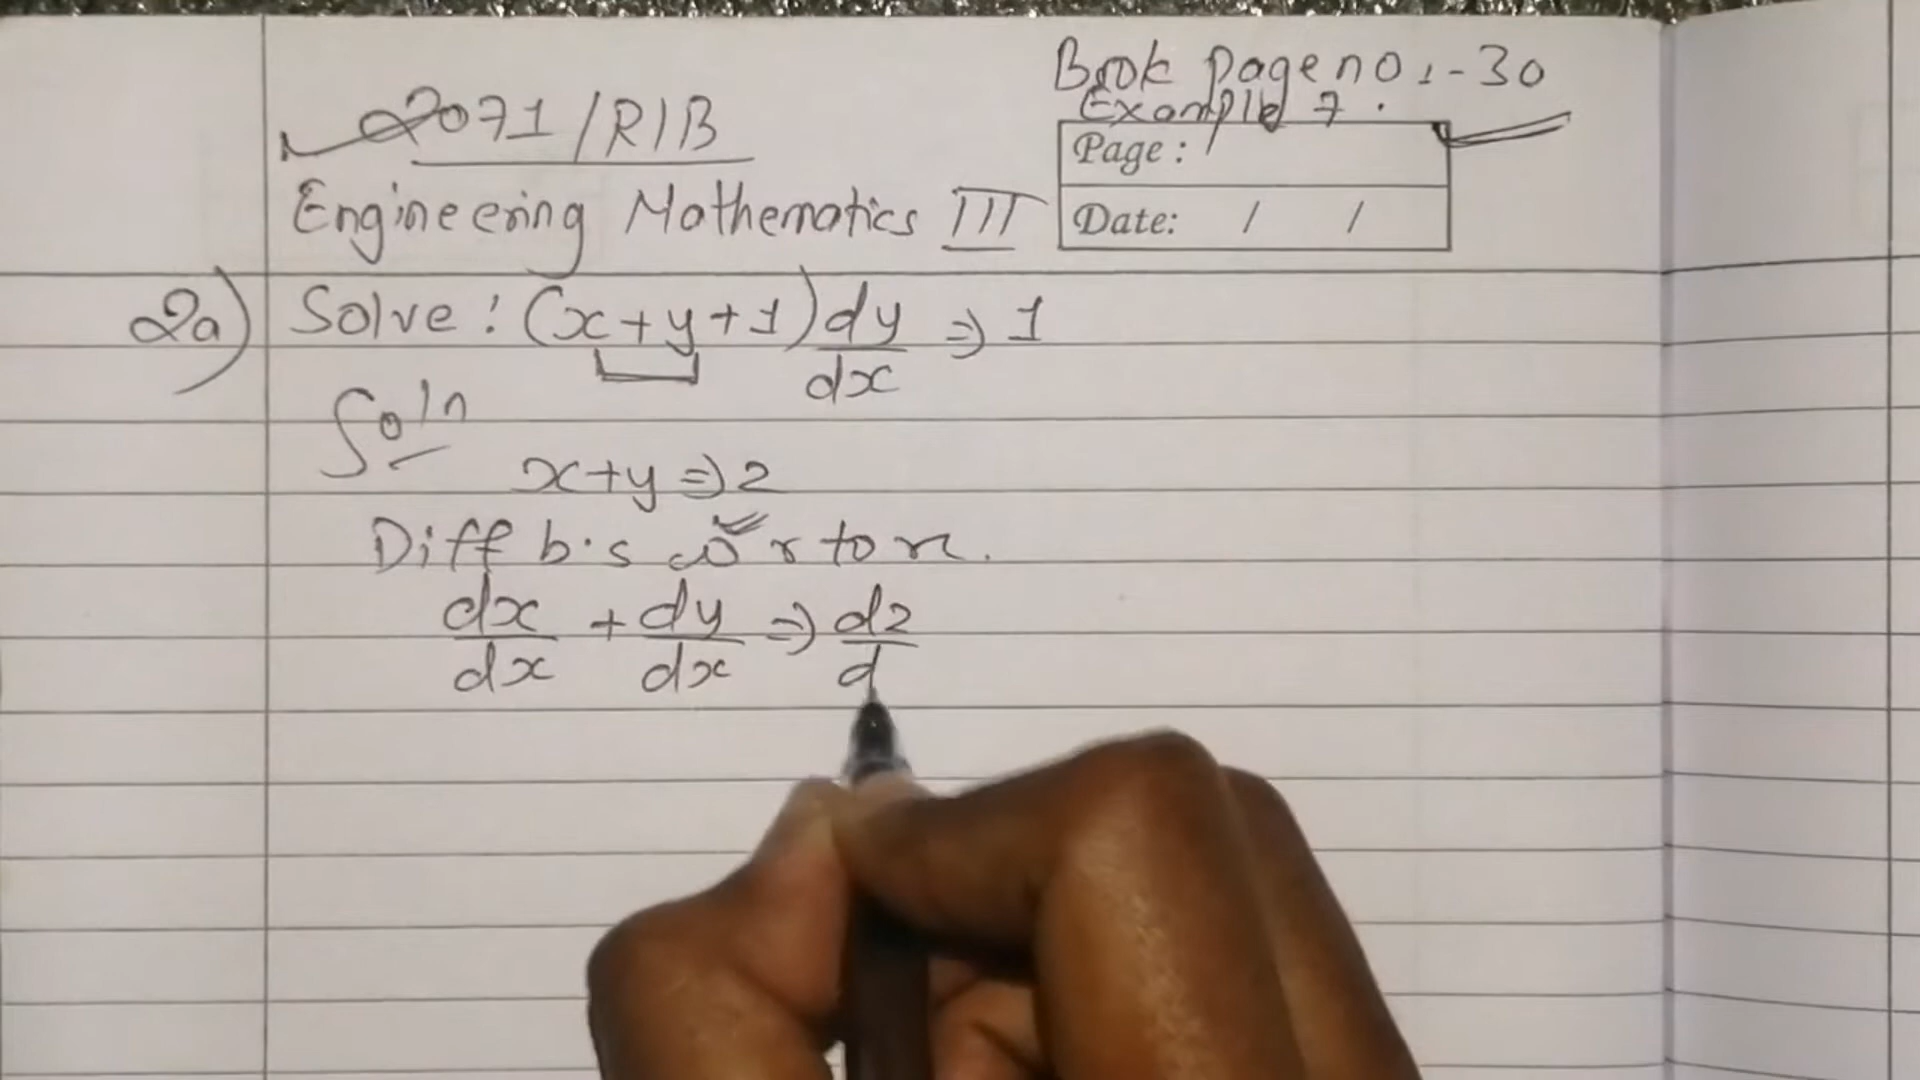 Book page no :- 30
Example 7.
2071/R/B
Page :
Engineering Mathematics III
Date: / /
2a) Solve : (x+y+1) dy/dx => 1
Soln
x+y => z
Diff b.s w r to x.
dx/dx + dy/dx => dz/d